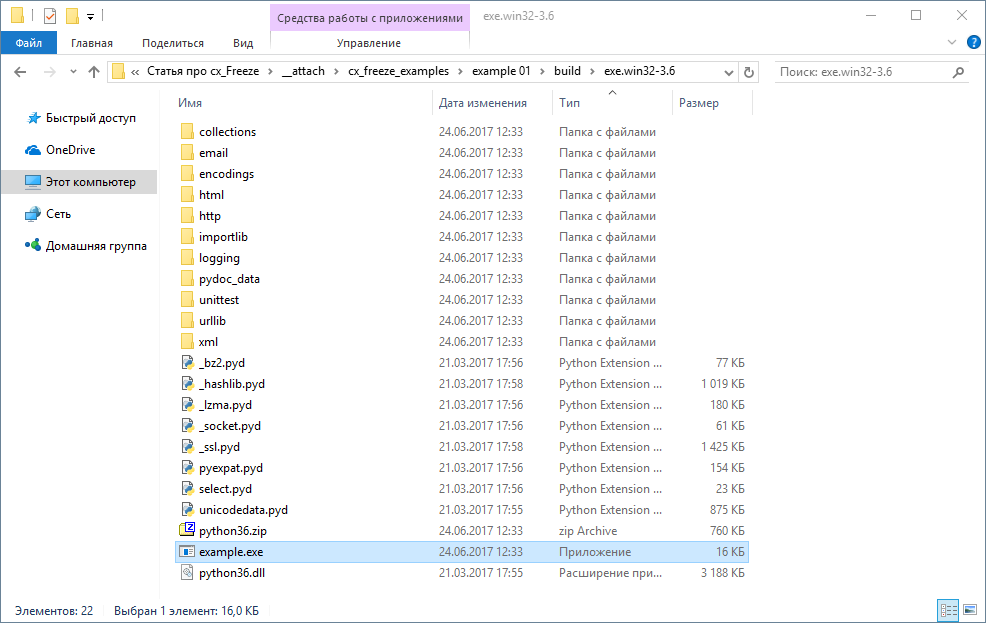 Средства работы с приложениями exe.win32-3.6
Файл Главная Поделиться Вид Управление ?
« Статья про cx_Freeze › __attach › cx_freeze_examples › example 01 › build › exe.win32-3.6 Поиск: exe.win32-3.6
Имя Дата изменения Тип Размер
Быстрый доступ
OneDrive
Этот компьютер
Сеть
Домашняя группа
collections 24.06.2017 12:33 Папка с файлами
email 24.06.2017 12:33 Папка с файлами
encodings 24.06.2017 12:33 Папка с файлами
html 24.06.2017 12:33 Папка с файлами
http 24.06.2017 12:33 Папка с файлами
importlib 24.06.2017 12:33 Папка с файлами
logging 24.06.2017 12:33 Папка с файлами
pydoc_data 24.06.2017 12:33 Папка с файлами
unittest 24.06.2017 12:33 Папка с файлами
urllib 24.06.2017 12:33 Папка с файлами
xml 24.06.2017 12:33 Папка с файлами
_bz2.pyd 21.03.2017 17:56 Python Extension ... 77 КБ
_hashlib.pyd 21.03.2017 17:58 Python Extension ... 1 019 КБ
_lzma.pyd 21.03.2017 17:56 Python Extension ... 180 КБ
_socket.pyd 21.03.2017 17:56 Python Extension ... 61 КБ
_ssl.pyd 21.03.2017 17:58 Python Extension ... 1 425 КБ
pyexpat.pyd 21.03.2017 17:56 Python Extension ... 154 КБ
select.pyd 21.03.2017 17:56 Python Extension ... 23 КБ
unicodedata.pyd 21.03.2017 17:55 Python Extension ... 875 КБ
python36.zip 24.06.2017 12:33 zip Archive 760 КБ
example.exe 24.06.2017 12:33 Приложение 16 КБ
python36.dll 21.03.2017 17:55 Расширение при... 3 188 КБ
Элементов: 22 Выбран 1 элемент: 16,0 КБ